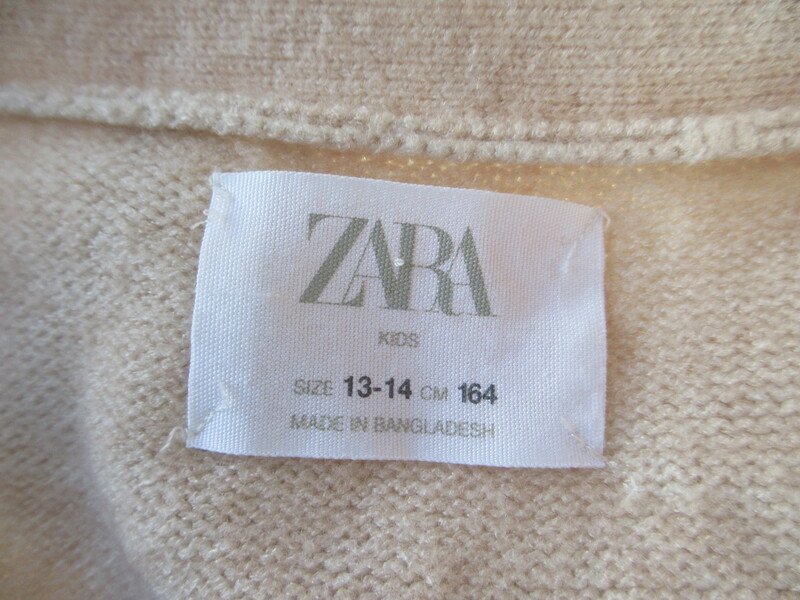 ZARA
KIDS
SIZE 13-14 CM 164
MADE IN BANGLADESH